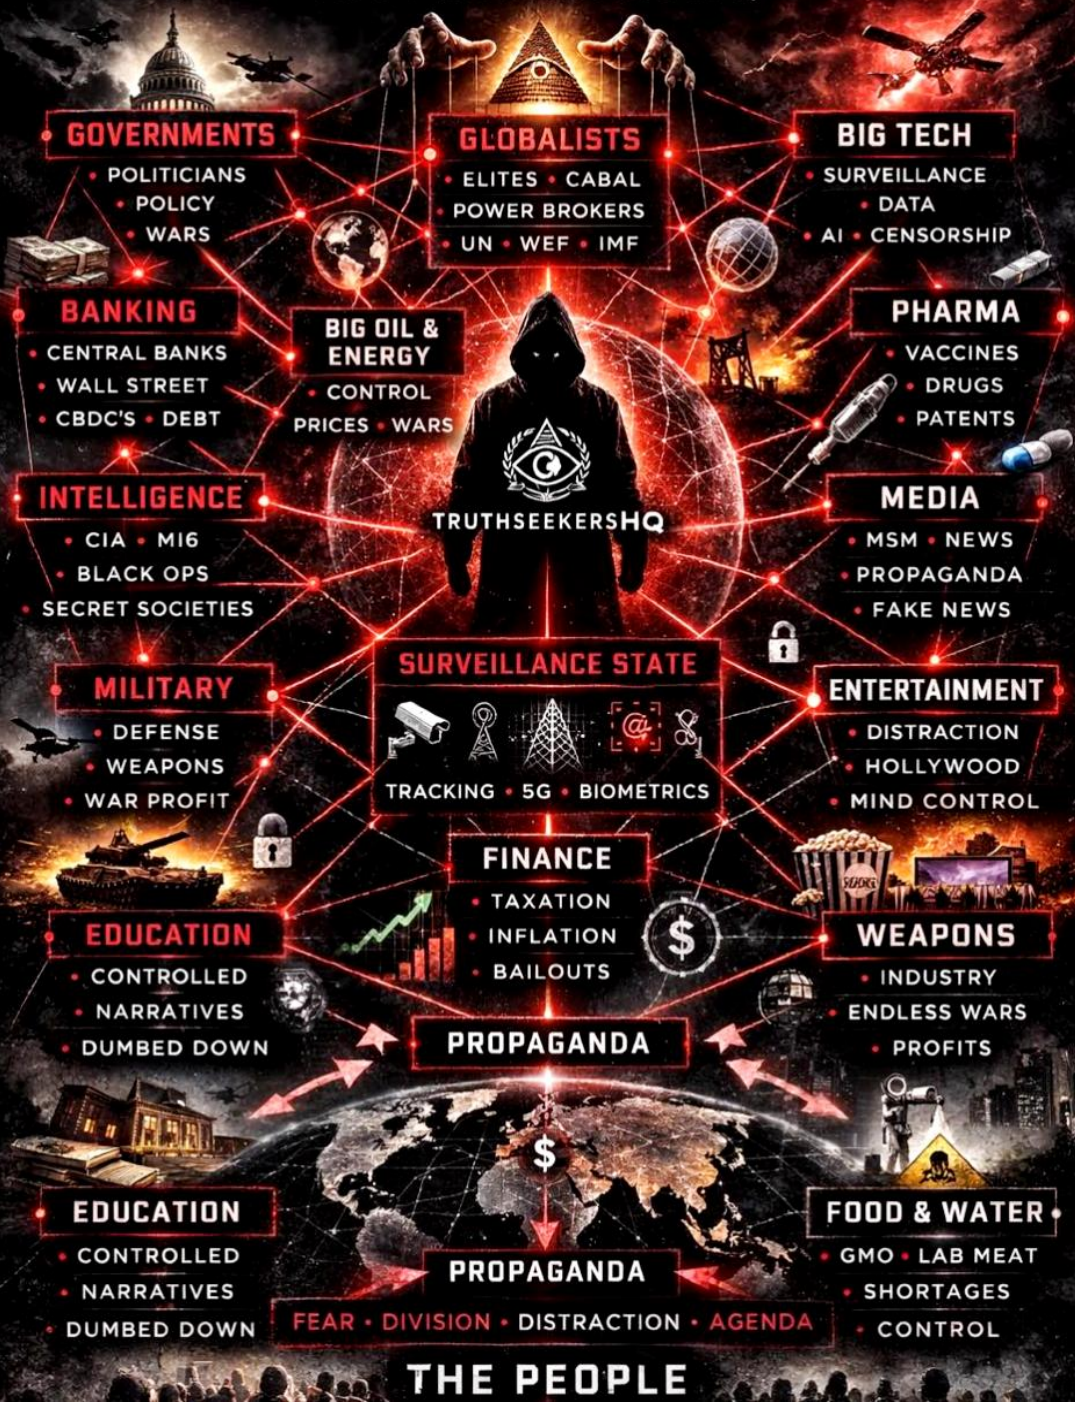 GOVERNMENTS
• POLITICIANS
• POLICY
• WARS
GLOBALISTS
• ELITES • CABAL
• POWER BROKERS
• UN • WEF • IMF
BIG TECH
• SURVEILLANCE
• DATA
• AI • CENSORSHIP
BANKING
• CENTRAL BANKS
• WALL STREET
• CBDC'S • DEBT
BIG OIL &
ENERGY
• CONTROL
PRICES • WARS
PHARMA
• VACCINES
• DRUGS
• PATENTS
TRUTHSEEKERSHQ
INTELLIGENCE
• CIA • MI6
• BLACK OPS
• SECRET SOCIETIES
MEDIA
• MSM • NEWS
• PROPAGANDA
• FAKE NEWS
SURVEILLANCE STATE
@
TRACKING • 5G • BIOMETRICS
MILITARY
• DEFENSE
• WEAPONS
• WAR PROFIT
ENTERTAINMENT
• DISTRACTION
• HOLLYWOOD
• MIND CONTROL
FINANCE
• TAXATION
• INFLATION
• BAILOUTS
$
EDUCATION
• CONTROLLED
• NARRATIVES
• DUMBED DOWN
WEAPONS
• INDUSTRY
• ENDLESS WARS
• PROFITS
PROPAGANDA
$
EDUCATION
• CONTROLLED
• NARRATIVES
• DUMBED DOWN
FOOD & WATER
• GMO • LAB MEAT
• SHORTAGES
• CONTROL
PROPAGANDA
FEAR • DIVISION • DISTRACTION • AGENDA
THE PEOPLE